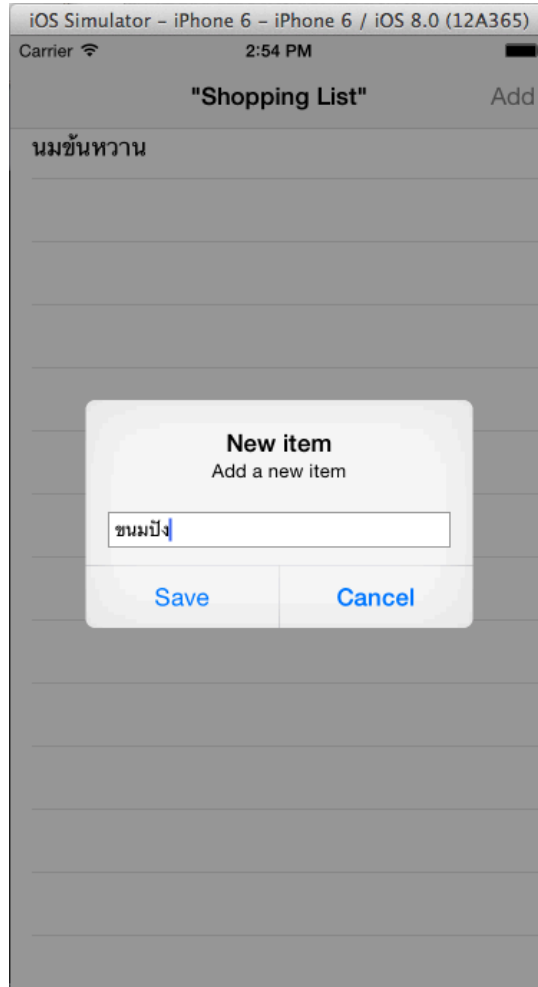 iOS Simulator – iPhone 6 – iPhone 6 / iOS 8.0 (12A365)
Carrier 2:54 PM
"Shopping List" Add
นมข้นหวาน
New item
Add a new item
ขนมปัง
Save Cancel